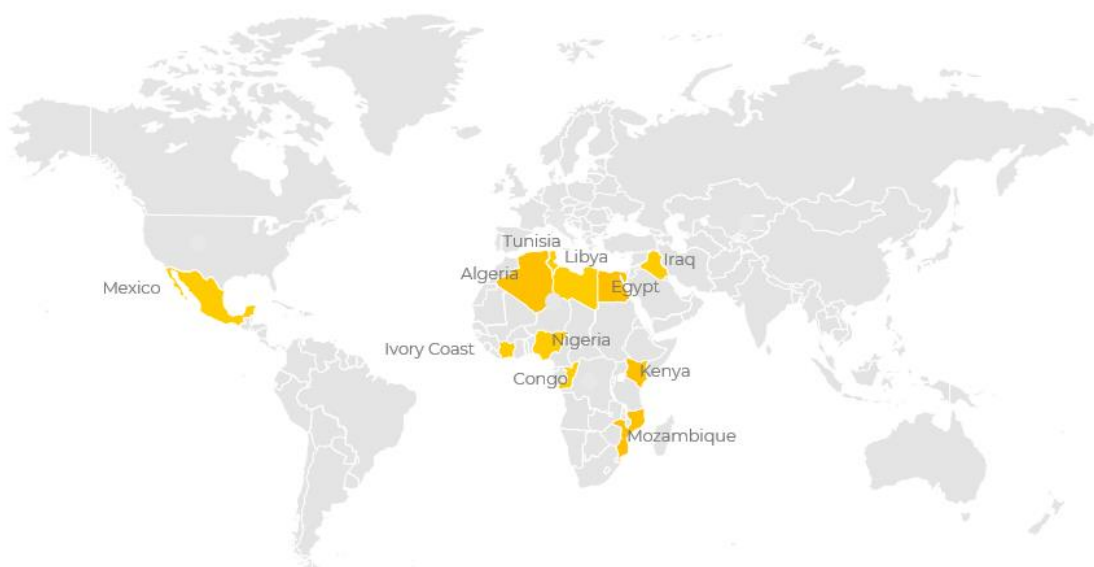 Tunisia
Libya
Iraq
Algeria
Egypt
Mexico
Nigeria
Ivory Coast
Kenya
Congo
Mozambique